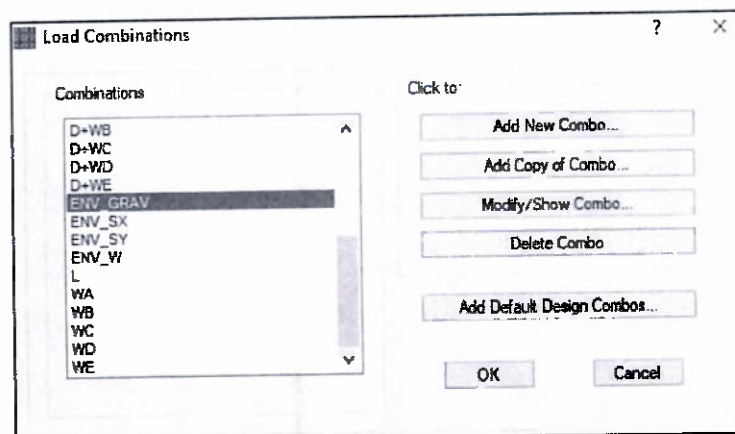 Load Combinations ? ×
Combinations
Click to:
D+WB
D+WC
D+WD
D+WE
ENV_GRAV
ENV_SX
ENV_SY
ENV_W
L
WA
WB
WC
WD
WE
Add New Combo...
Add Copy of Combo...
Modify/Show Combo...
Delete Combo
Add Default Design Combos...
OK
Cancel